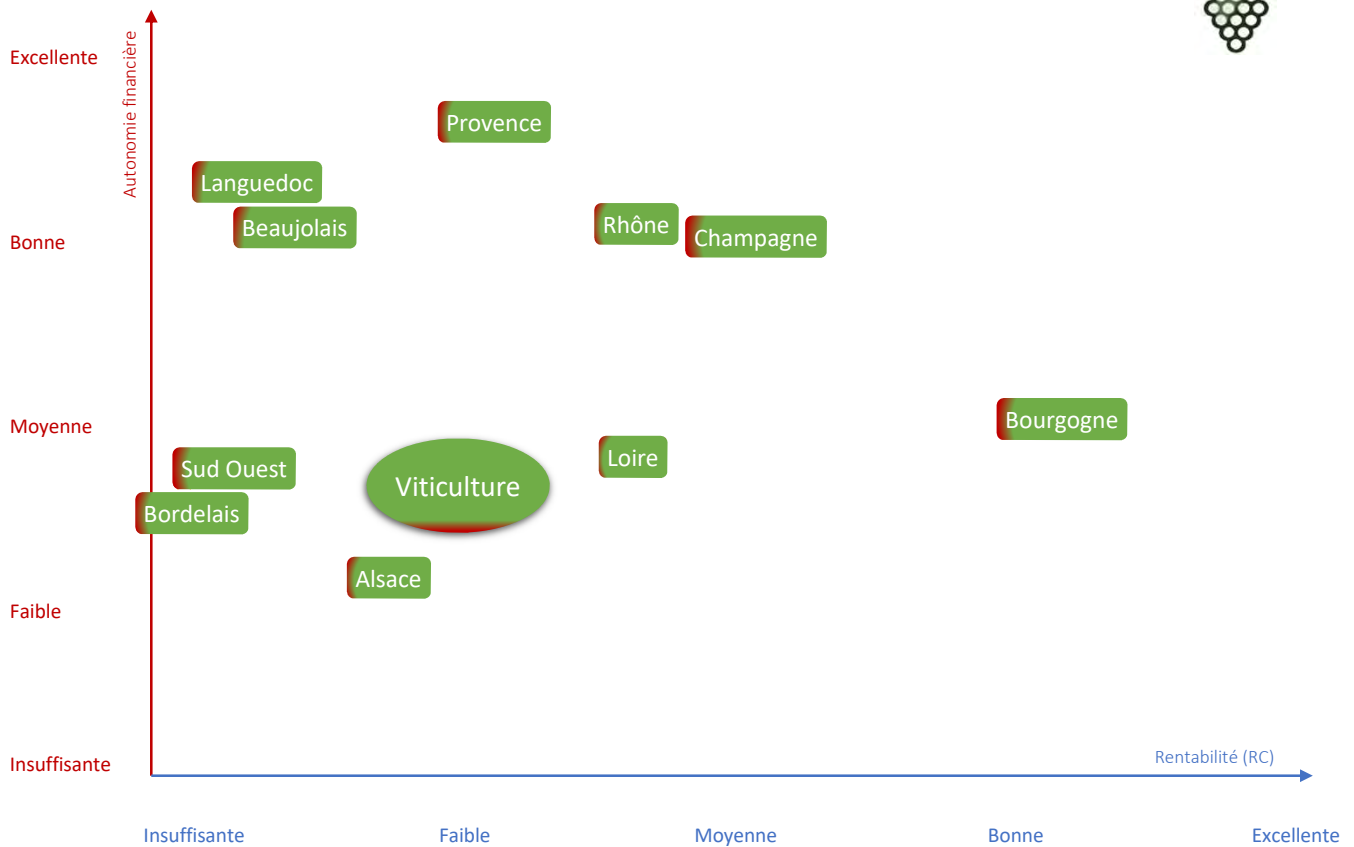 Excellente
Autonomie financière
Provence
Languedoc
Beaujolais
Rhône
Champagne
Bonne
Moyenne
Bourgogne
Sud Ouest
Loire
Viticulture
Bordelais
Alsace
Faible
Insuffisante
Rentabilité (RC)
Insuffisante
Faible
Moyenne
Bonne
Excellente